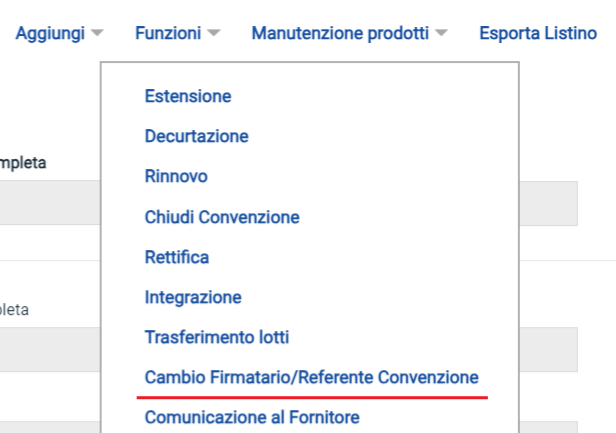 Aggiungi Funzioni Manutenzione prodotti Esporta Listino
Estensione
Decurtazione
mpleta
Rinnovo
Chiudi Convenzione
Rettifica
Integrazione
pleta
Trasferimento lotti
Cambio Firmatario/Referente Convenzione
Comunicazione al Fornitore